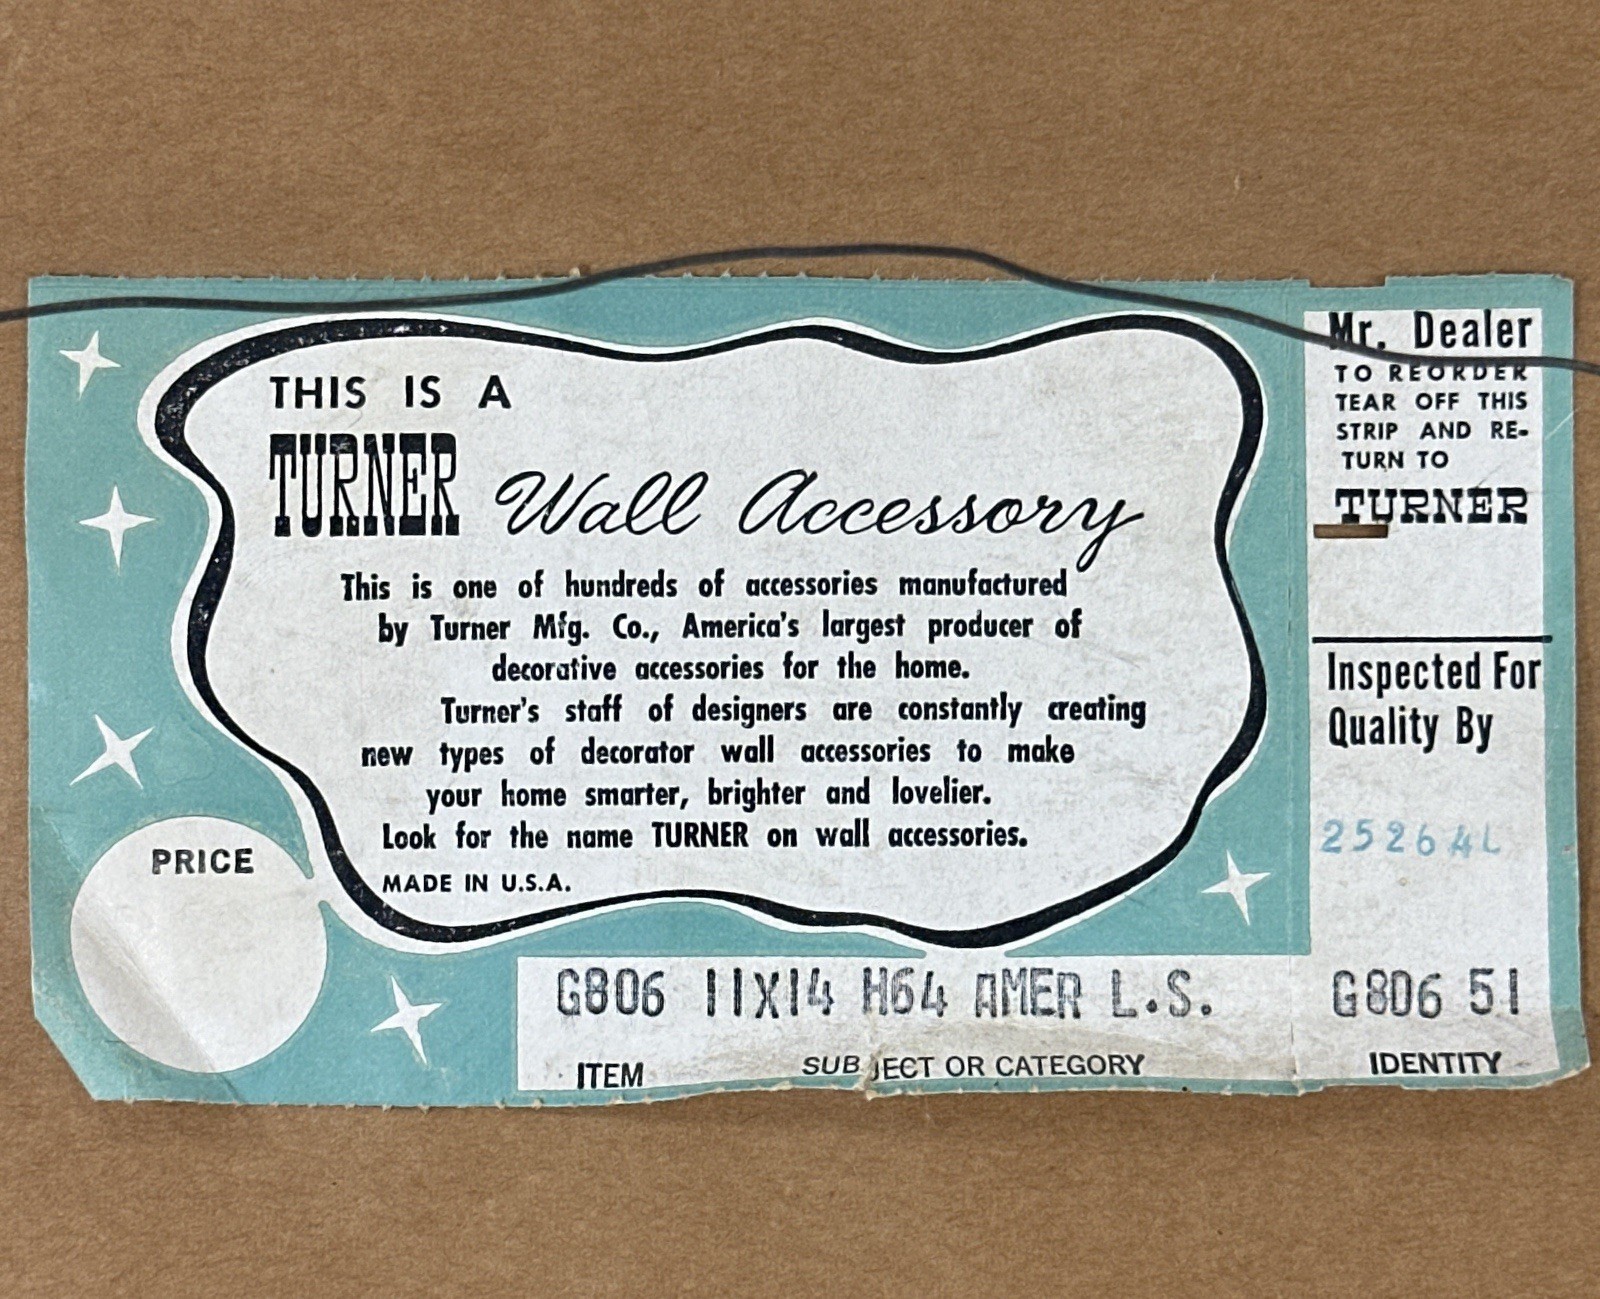 THIS IS A
TURNER Wall Accessory
This is one of hundreds of accessories manufactured
by Turner Mfg. Co., America's largest producer of
decorative accessories for the home.
Turner's staff of designers are constantly creating
new types of decorator wall accessories to make
your home smarter, brighter and lovelier.
Look for the name TURNER on wall accessories.
MADE IN U.S.A.
PRICE
G806 11X14 H64 AMER L.S.
ITEM SUBJECT OR CATEGORY
Mr. Dealer
TO REORDER
TEAR OFF THIS
STRIP AND RE-
TURN TO
TURNER
Inspected For
Quality By
25264L
G806 51
IDENTITY